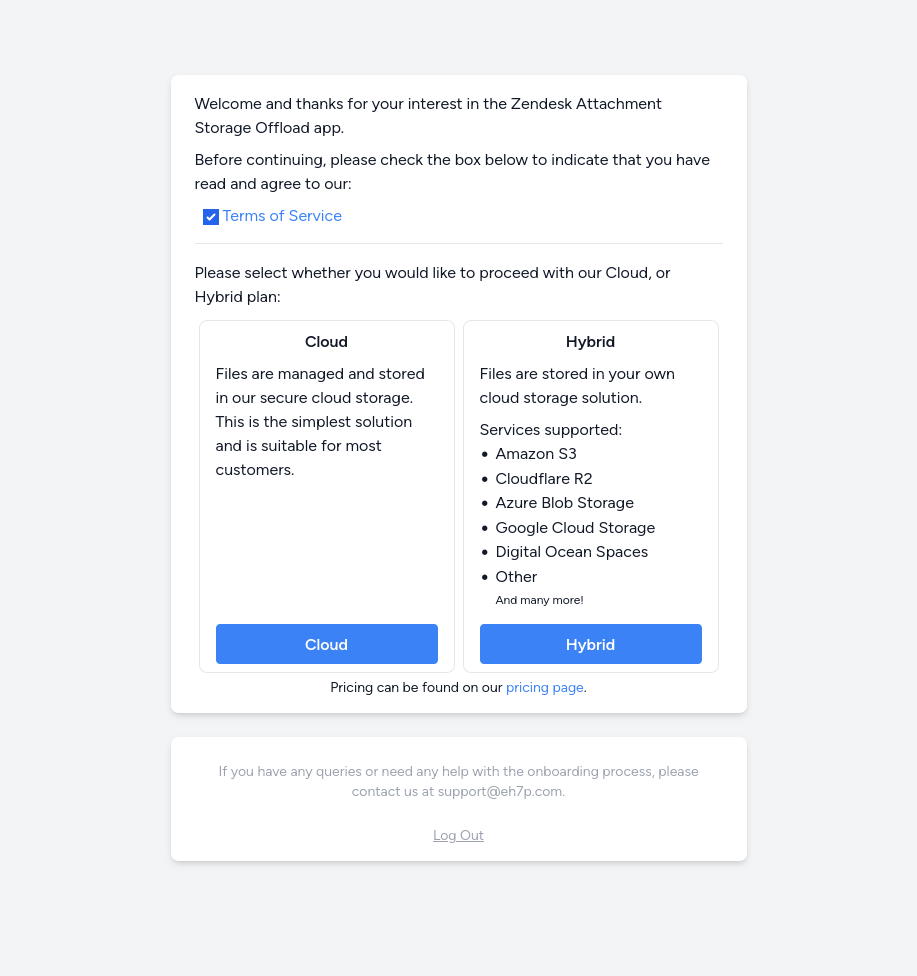 Welcome and thanks for your interest in the Zendesk Attachment
Storage Offload app.
Before continuing, please check the box below to indicate that you have
read and agree to our:
Terms of Service
Please select whether you would like to proceed with our Cloud, or
Hybrid plan:
Cloud
Files are managed and stored
in our secure cloud storage.
This is the simplest solution
and is suitable for most
customers.
Cloud
Hybrid
Files are stored in your own
cloud storage solution.
Services supported:
• Amazon S3
• Cloudflare R2
• Azure Blob Storage
• Google Cloud Storage
• Digital Ocean Spaces
• Other
And many more!
Hybrid
Pricing can be found on our pricing page.
If you have any queries or need any help with the onboarding process, please
contact us at support@eh7p.com.
Log Out